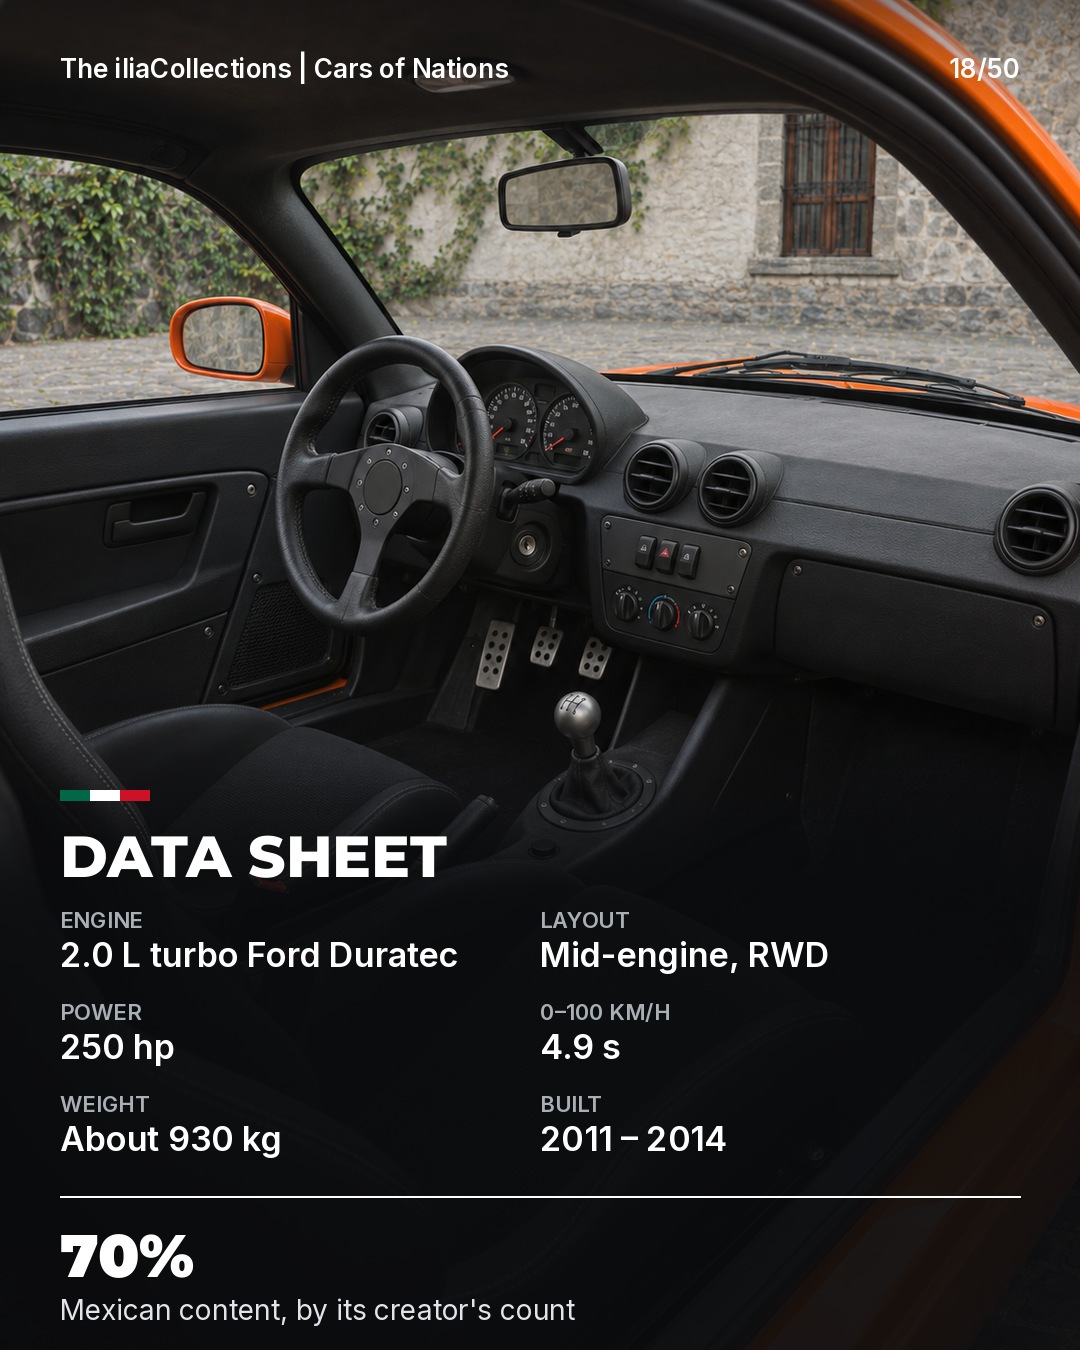 The iliaCollections | Cars of Nations
18/50
DATA SHEET
ENGINE
2.0 L turbo Ford Duratec
LAYOUT
Mid-engine, RWD
POWER
250 hp
0–100 KM/H
4.9 s
WEIGHT
About 930 kg
BUILT
2011 – 2014
70%
Mexican content, by its creator's count